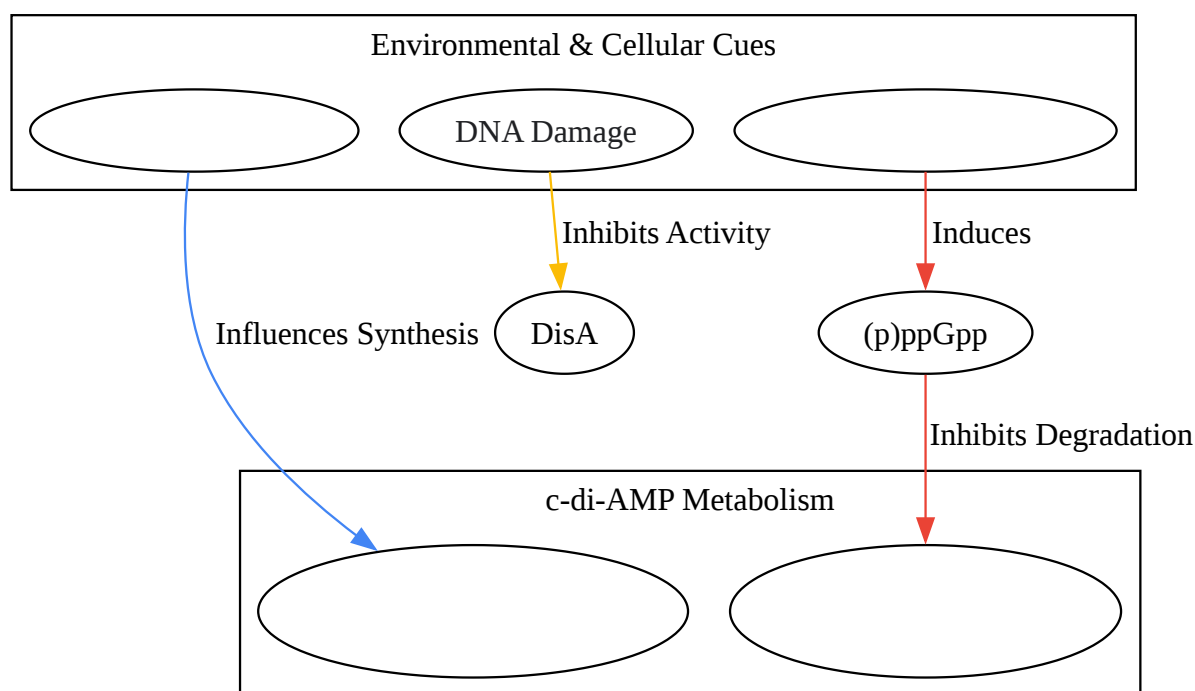 Environmental & Cellular Cues
DNA Damage
Inhibits Activity
Induces
Influences Synthesis
DisA
(p)ppGpp
Inhibits Degradation
c-di-AMP Metabolism